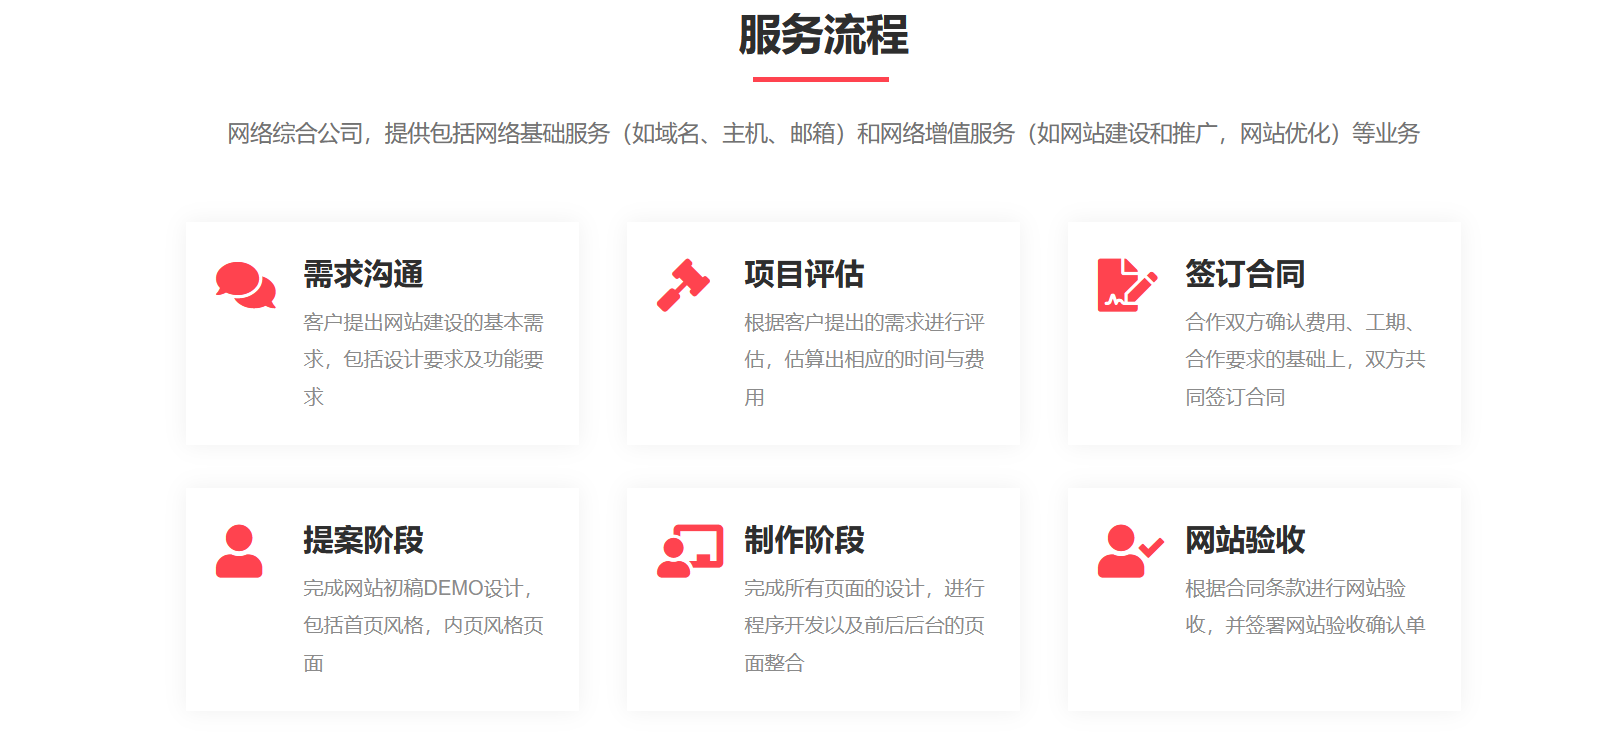 服务流程
网络综合公司，提供包括网络基础服务（如域名、主机、邮箱）和网络增值服务（如网站建设和推广，网站优化）等业务
需求沟通
客户提出网站建设的基本需
求，包括设计要求及功能要
求
项目评估
根据客户提出的需求进行评
估，估算出相应的时间与费
用
签订合同
合作双方确认费用、工期、
合作要求的基础上，双方共
同签订合同
提案阶段
完成网站初稿DEMO设计，
包括首页风格，内页风格页
面
制作阶段
完成所有页面的设计，进行
程序开发以及前后后台的页
面整合
网站验收
根据合同条款进行网站验
收，并签署网站验收确认单